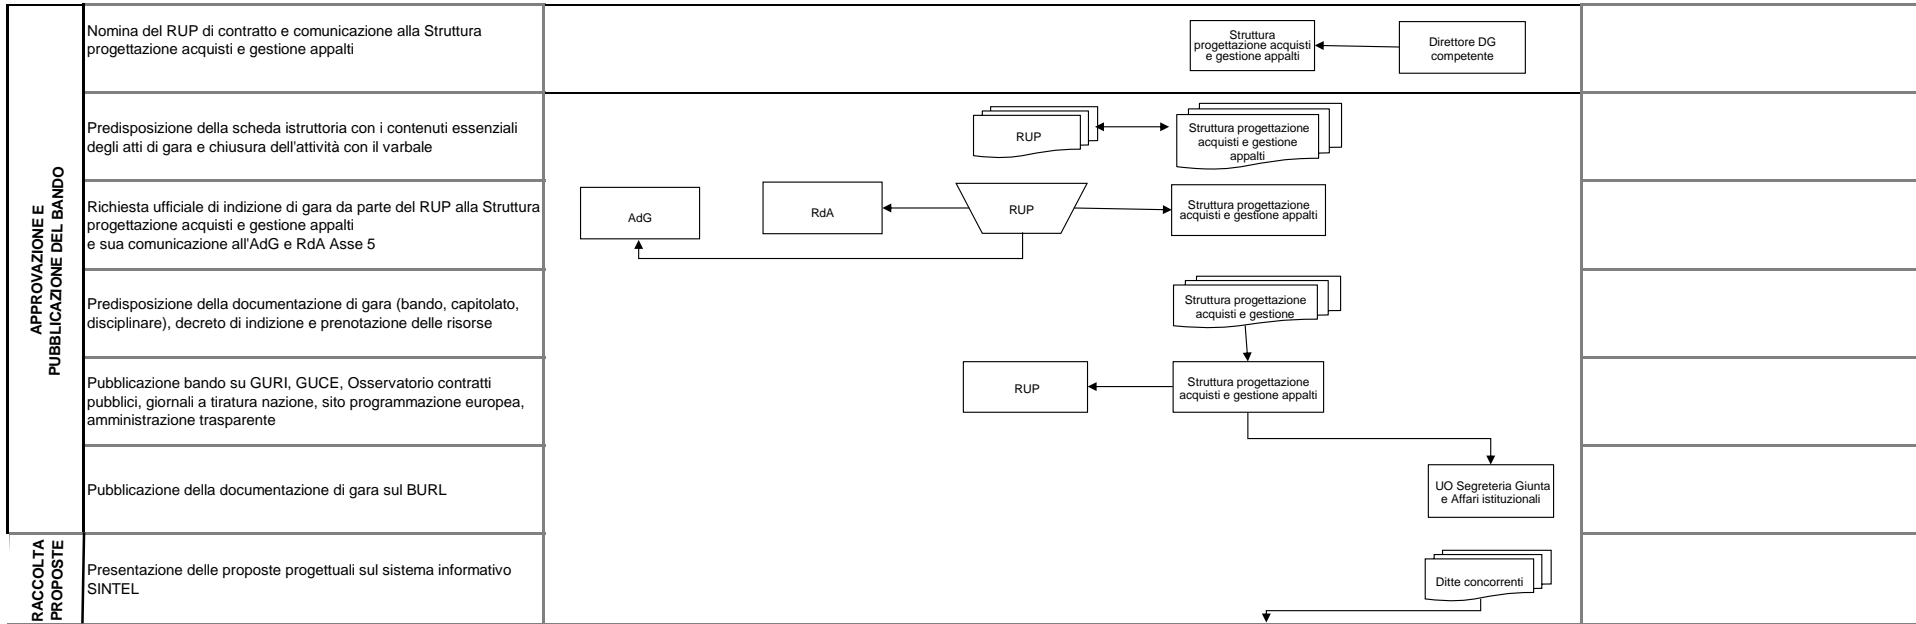 APPROVAZIONE E
PUBBLICAZIONE DEL BANDO
Nomina del RUP di contratto e comunicazione alla Struttura
progettazione acquisti e gestione appalti
Struttura
progettazione acquisti
e gestione appalti
Direttore DG
competente
Predisposizione della scheda istruttoria con i contenuti essenziali
degli atti di gara e chiusura dell'attività con il varbale
RUP
Struttura progettazione
acquisti e gestione
appalti
Richiesta ufficiale di indizione di gara da parte del RUP alla Struttura
progettazione acquisti e gestione appalti
e sua comunicazione all'AdG e RdA Asse 5
AdG
RdA
RUP
Struttura progettazione
acquisti e gestione appalti
Predisposizione della documentazione di gara (bando, capitolato,
disciplinare), decreto di indizione e prenotazione delle risorse
Struttura progettazione
acquisti e gestione
Pubblicazione bando su GURI, GUCE, Osservatorio contratti
pubblici, giornali a tiratura nazione, sito programmazione europea,
amministrazione trasparente
RUP
Struttura progettazione
acquisti e gestione appalti
Pubblicazione della documentazione di gara sul BURL
UO Segreteria Giunta
e Affari istituzionali
RACCOLTA
PROPOSTE
Presentazione delle proposte progettuali sul sistema informativo
SINTEL
Ditte concorrenti